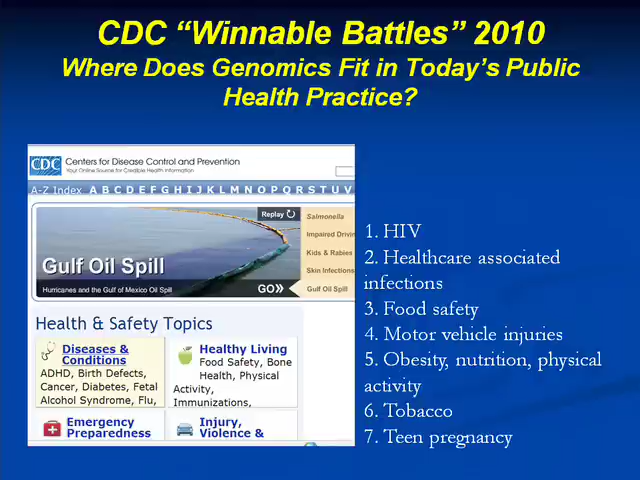 CDC “Winnable Battles” 2010
Where Does Genomics Fit in Today’s Public
Health Practice?
CDC
Centers for Disease Control and Prevention
Your Online Source for Credible Health Information
A-Z Index A B C D E F G H I J K L M N O P Q R S T U V
Replay
Gulf Oil Spill
Hurricanes and the Gulf of Mexico Oil Spill
GO
Salmonella
Impaired Drivin
Kids & Rabies
Skin Infections
Gulf Oil Spill
Health & Safety Topics
Diseases &
Conditions
ADHD, Birth Defects,
Cancer, Diabetes, Fetal
Alcohol Syndrome, Flu,
Healthy Living
Food Safety, Bone
Health, Physical
Activity,
Immunizations,
Emergency
Preparedness
Injury,
Violence &
1. HIV
2. Healthcare associated
infections
3. Food safety
4. Motor vehicle injuries
5. Obesity, nutrition, physical
activity
6. Tobacco
7. Teen pregnancy